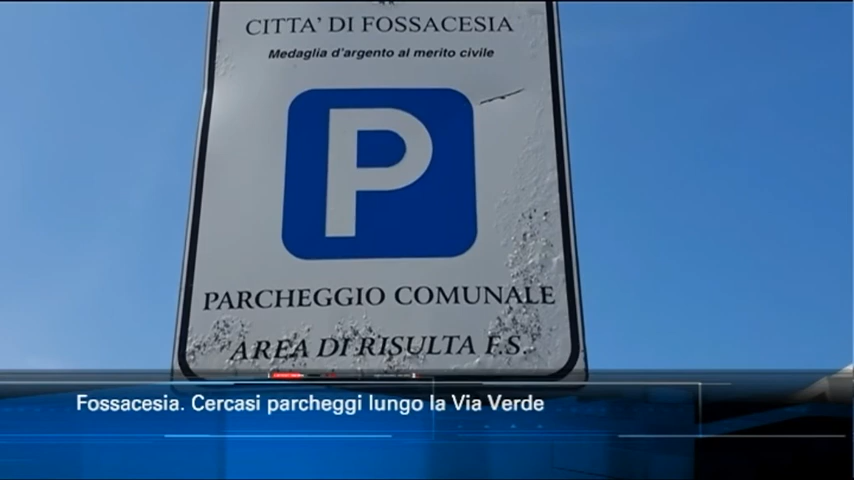 CITTA' DI FOSSACESIA
Medaglia d'argento al merito civile
P
PARCHEGGIO COMUNALE
AREA DI RISULTA F.S.
Fossacesia. Cercasi parcheggi lungo la Via Verde